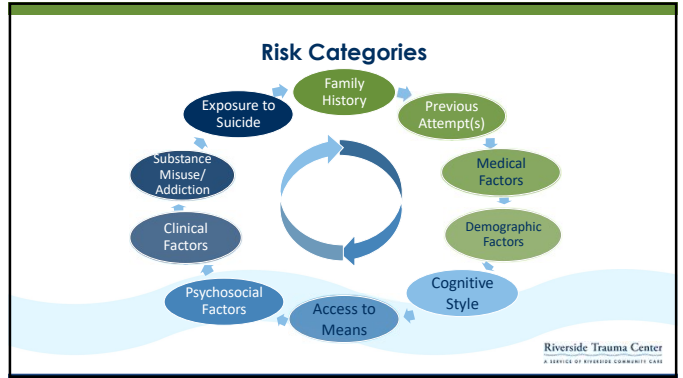 Risk Categories
Family
History
Previous
Attempt(s)
Medical
Factors
Demographic
Factors
Cognitive
Style
Access to
Means
Psychosocial
Factors
Clinical
Factors
Substance
Misuse/
Addiction
Exposure to
Suicide
Riverside Trauma Center
A SERVICE OF RIVERSIDE COMMUNITY CARE